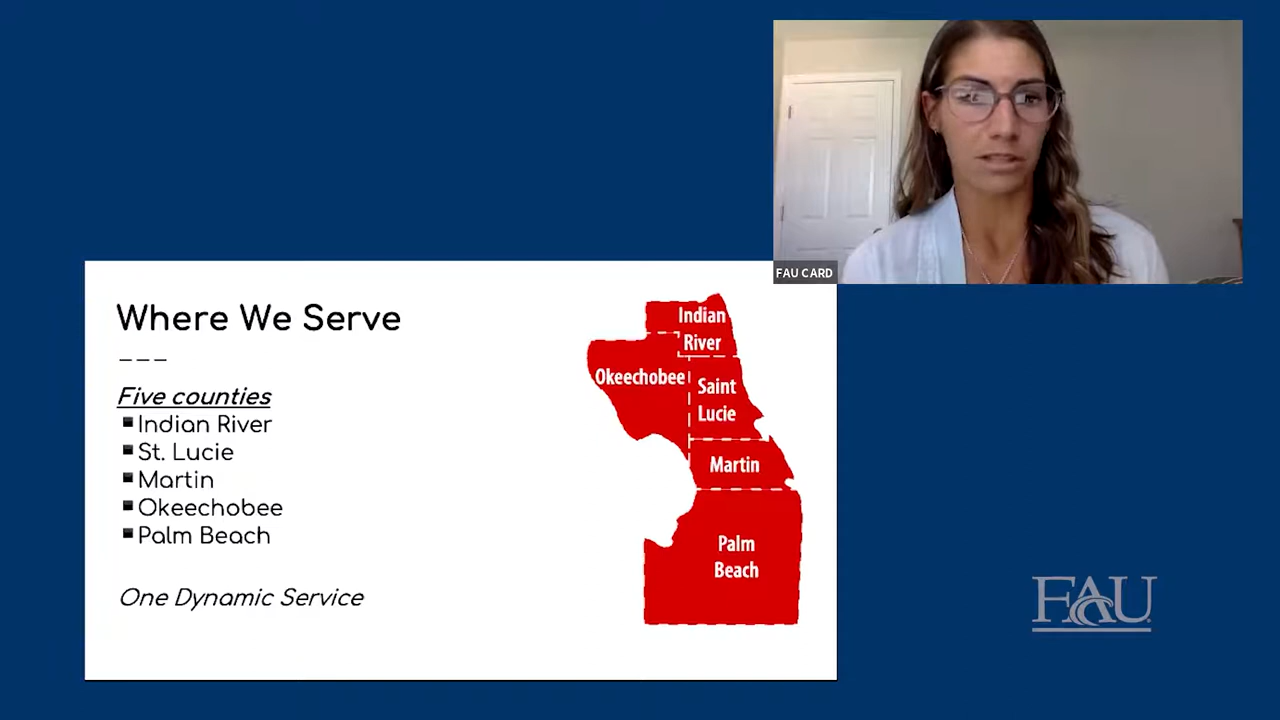 FAU CARD
Where We Serve
---
Five counties
▪ Indian River
▪ St. Lucie
▪ Martin
▪ Okeechobee
▪ Palm Beach
One Dynamic Service
Indian
River
Okeechobee
Saint
Lucie
Martin
Palm
Beach
FAU